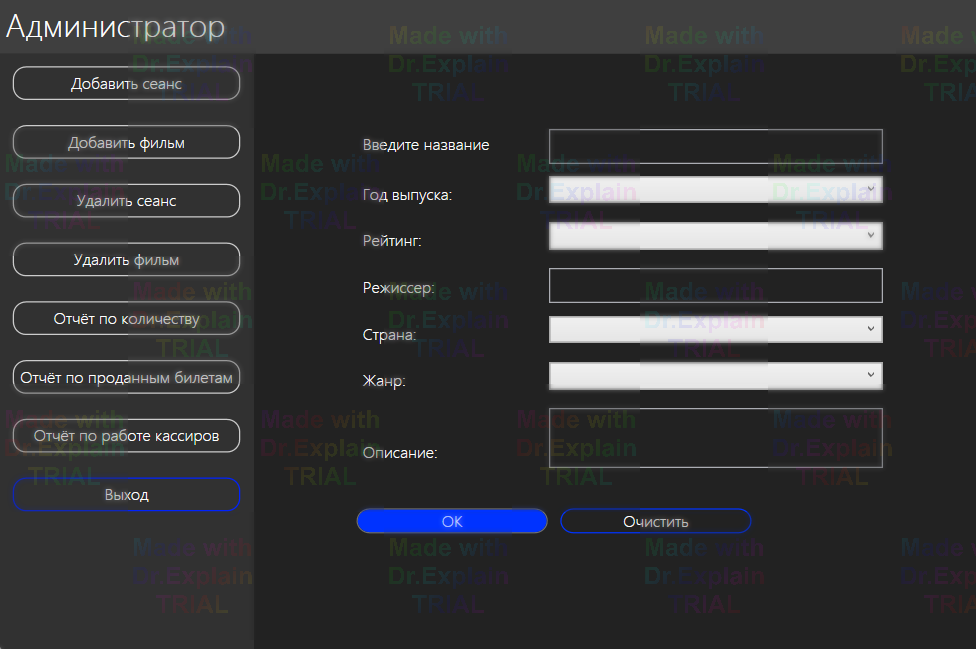 Администратор
Добавить сеанс
Добавить фильм
Удалить сеанс
Удалить фильм
Отчёт по количеству
Отчёт по проданным билетам
Отчёт по работе кассиров
Выход
Введите название
Год выпуска:
Рейтинг:
Режиссер:
Страна:
Жанр:
Описание:
ОК
Очистить
Made with
Dr.Explain
TRIAL